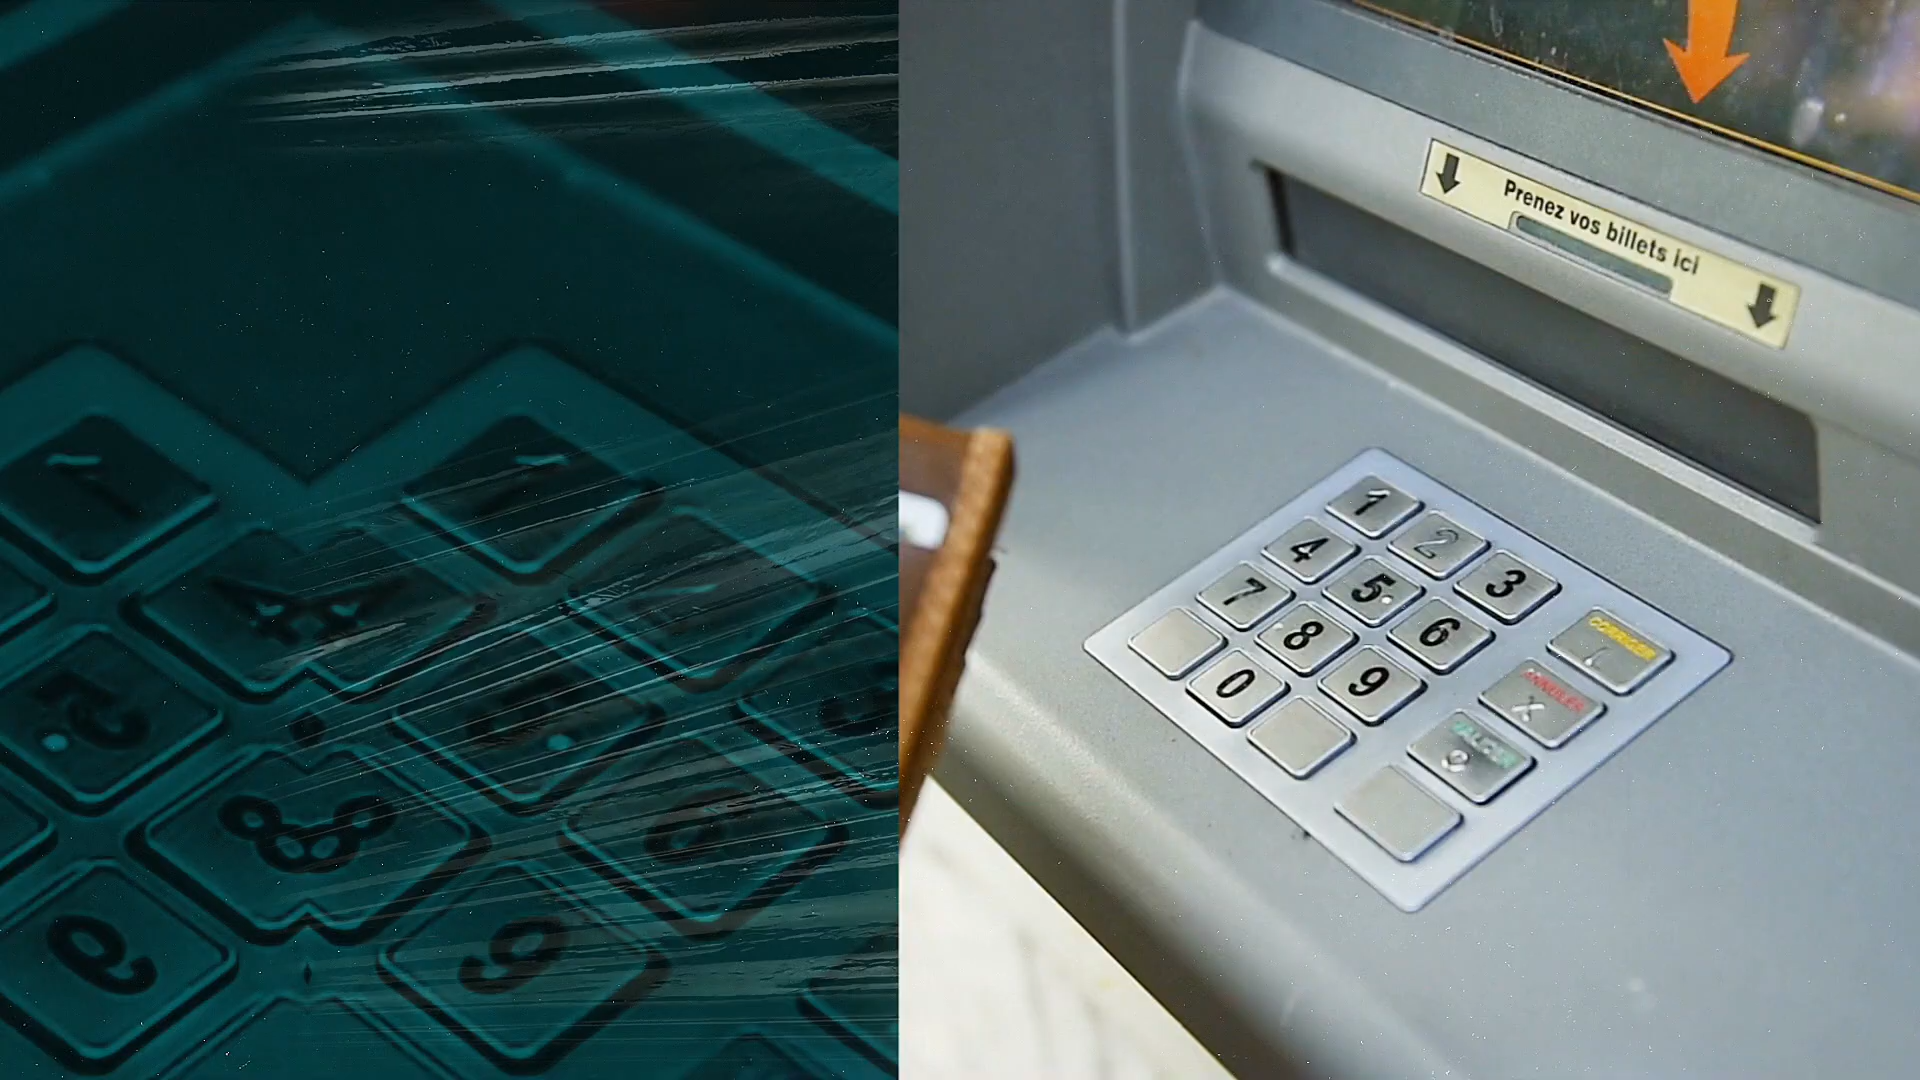 Prenez vos billets ici
1 2 3
CORRIGER
4 5 6
ANNULER
7 8 9
VALIDER
0